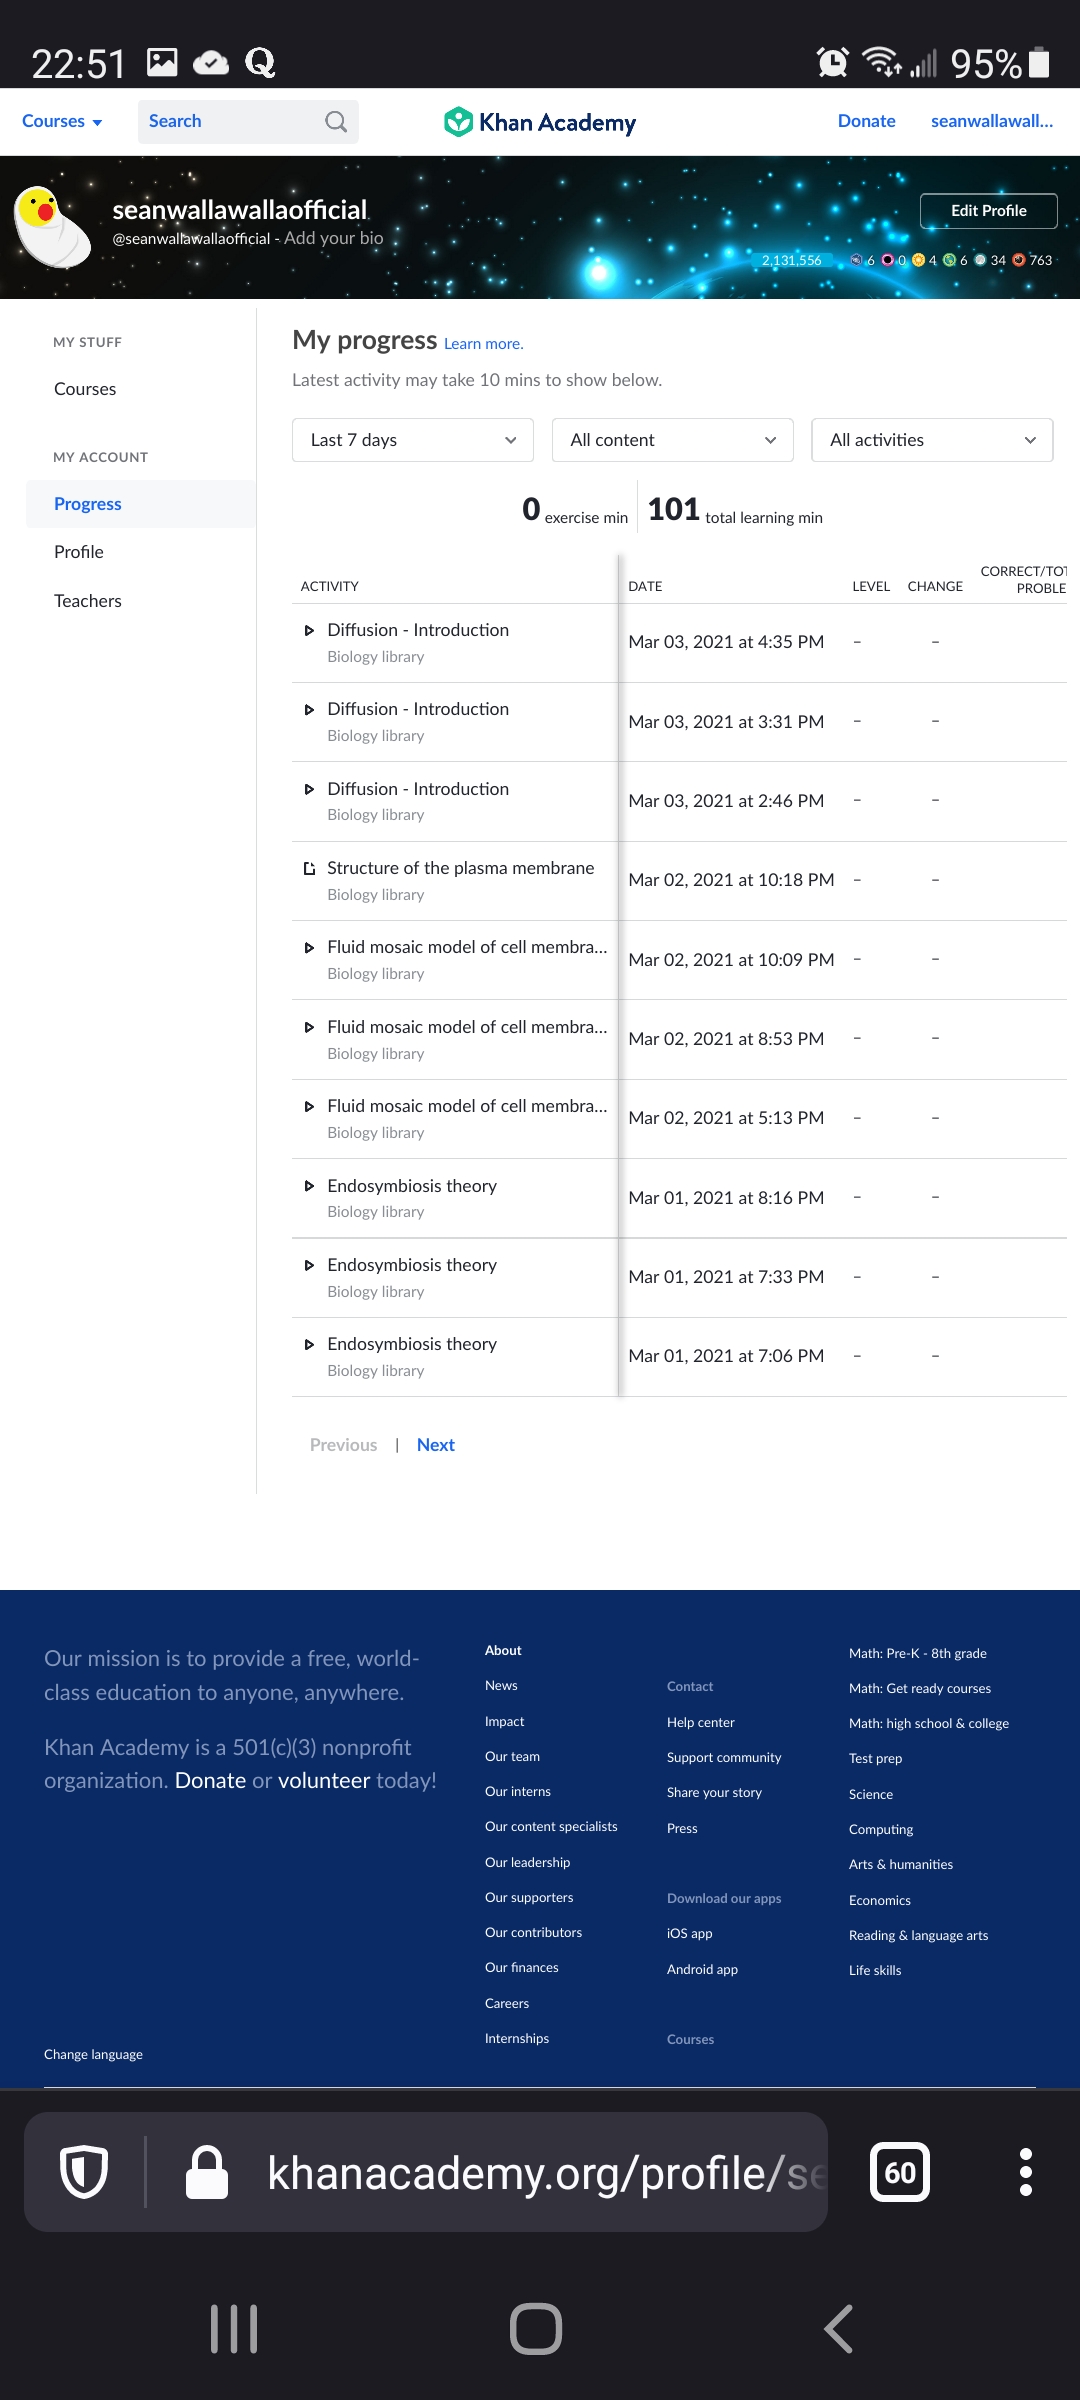 22:51 95%
Courses Search Khan Academy Donate seanwallawall...
seanwallawallaofficial
@seanwallawallaofficial - Add your bio
Edit Profile
2,131,556 6 0 4 6 34 763
MY STUFF
Courses
MY ACCOUNT
Progress
Profile
Teachers
My progress Learn more.
Latest activity may take 10 mins to show below.
Last 7 days All content All activities
0 exercise min 101 total learning min
ACTIVITY DATE LEVEL CHANGE CORRECT/TOT
PROBLE
Diffusion - Introduction
Biology library
Mar 03, 2021 at 4:35 PM – –
Diffusion - Introduction
Biology library
Mar 03, 2021 at 3:31 PM – –
Diffusion - Introduction
Biology library
Mar 03, 2021 at 2:46 PM – –
Structure of the plasma membrane
Biology library
Mar 02, 2021 at 10:18 PM – –
Fluid mosaic model of cell membra...
Biology library
Mar 02, 2021 at 10:09 PM – –
Fluid mosaic model of cell membra...
Biology library
Mar 02, 2021 at 8:53 PM – –
Fluid mosaic model of cell membra...
Biology library
Mar 02, 2021 at 5:13 PM – –
Endosymbiosis theory
Biology library
Mar 01, 2021 at 8:16 PM – –
Endosymbiosis theory
Biology library
Mar 01, 2021 at 7:33 PM – –
Endosymbiosis theory
Biology library
Mar 01, 2021 at 7:06 PM – –
Previous | Next
Our mission is to provide a free, world-
class education to anyone, anywhere.
Khan Academy is a 501(c)(3) nonprofit
organization. Donate or volunteer today!
Change language
About
News
Impact
Our team
Our interns
Our content specialists
Our leadership
Our supporters
Our contributors
Our finances
Careers
Internships
Contact
Help center
Support community
Share your story
Press
Download our apps
iOS app
Android app
Courses
Math: Pre-K - 8th grade
Math: Get ready courses
Math: high school & college
Test prep
Science
Computing
Arts & humanities
Economics
Reading & language arts
Life skills
khanacademy.org/profile/se
60